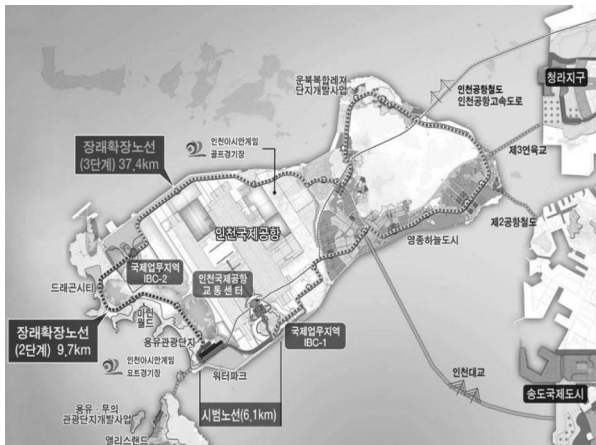 운북복합레저
단지개발사업
인천공항철도
인천공항고속도로
청라지구
인천아시안게임
골프경기장
장래확장노선
(3단계) 37.4km
제3연육교
제2공항철도
인천국제공항
영종하늘도시
국제업무지역
IBC-2
인천국제공항
교통센터
드래곤시티
마린
월드
장래확장노선
(2단계) 9.7km
용유관광단지
국제업무지역
IBC-1
인천아시안게임
요트경기장
워터파크
인천대교
시범노선(6.1km)
송도국제도시
용유·무의
관광단지개발사업
앨리스랜드